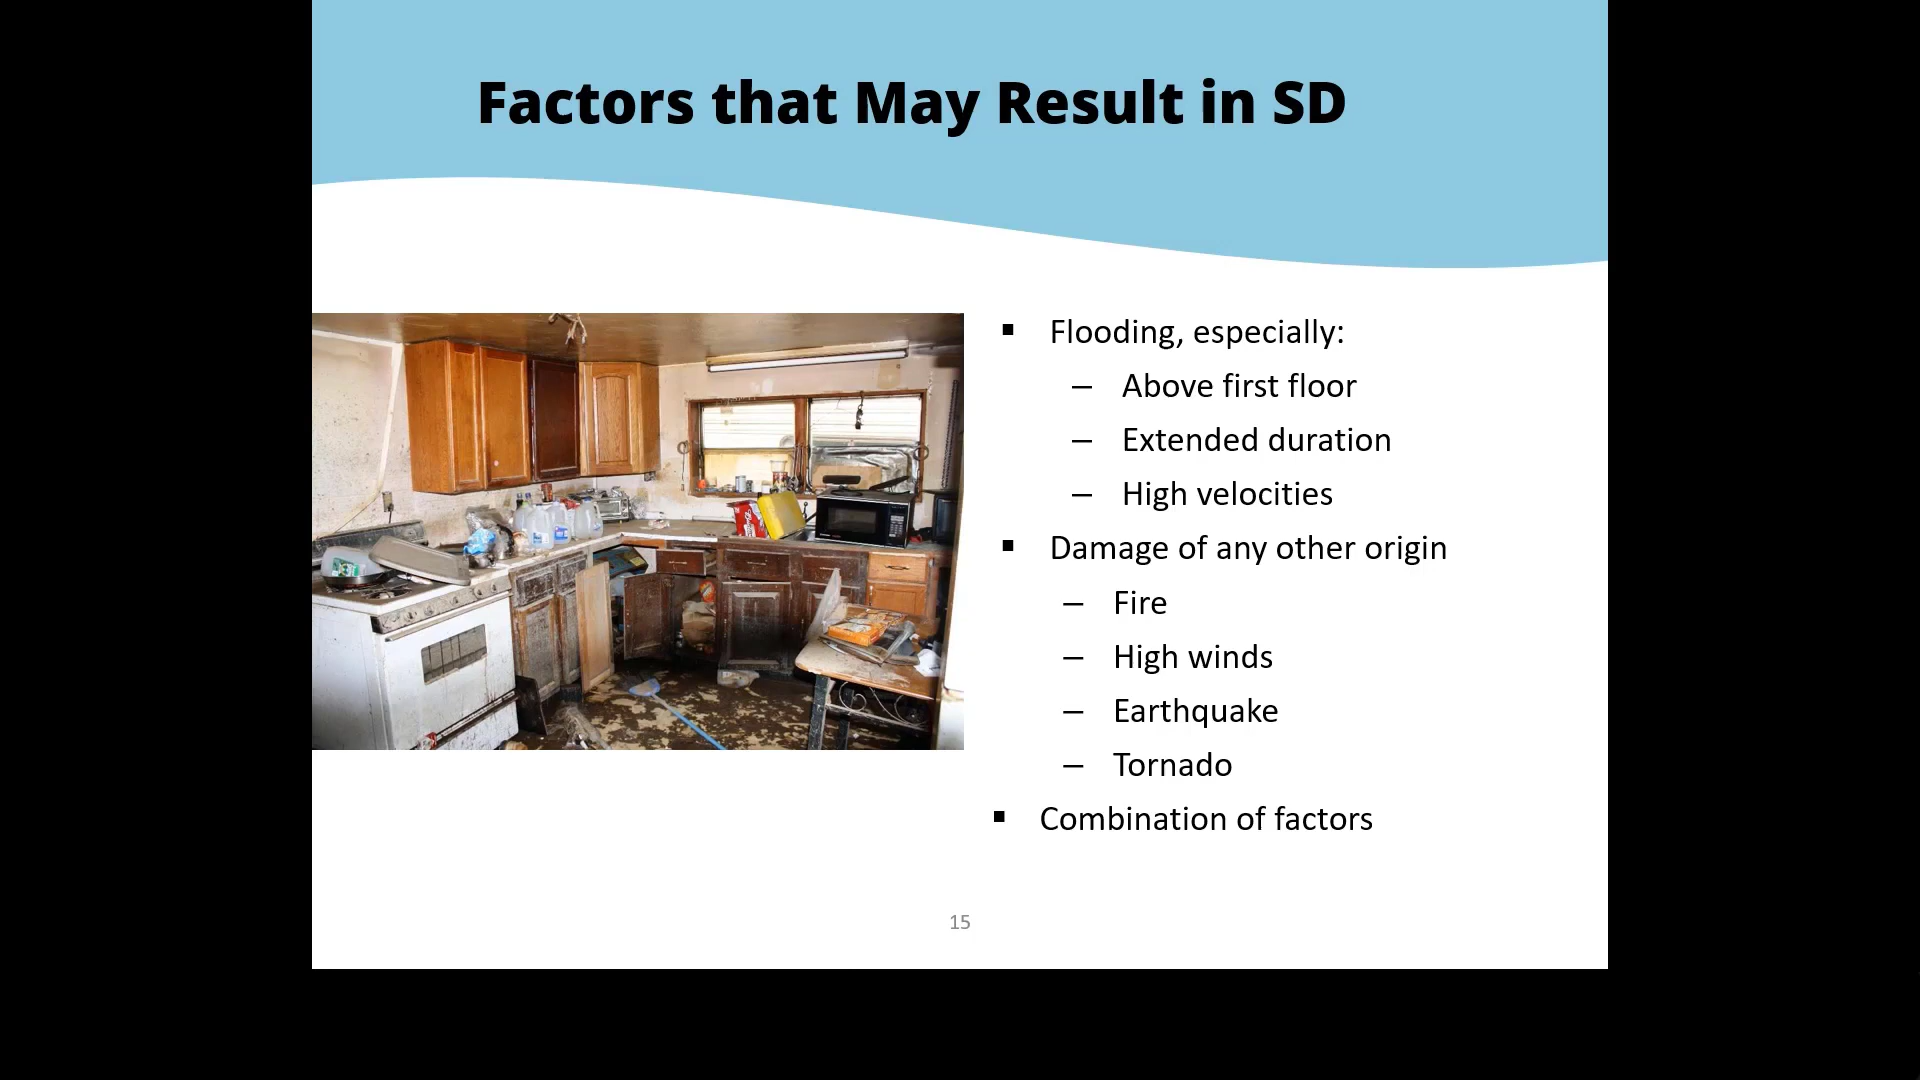 Factors that May Result in SD
▪ Flooding, especially:
– Above first floor
– Extended duration
– High velocities
▪ Damage of any other origin
– Fire
– High winds
– Earthquake
– Tornado
▪ Combination of factors
15